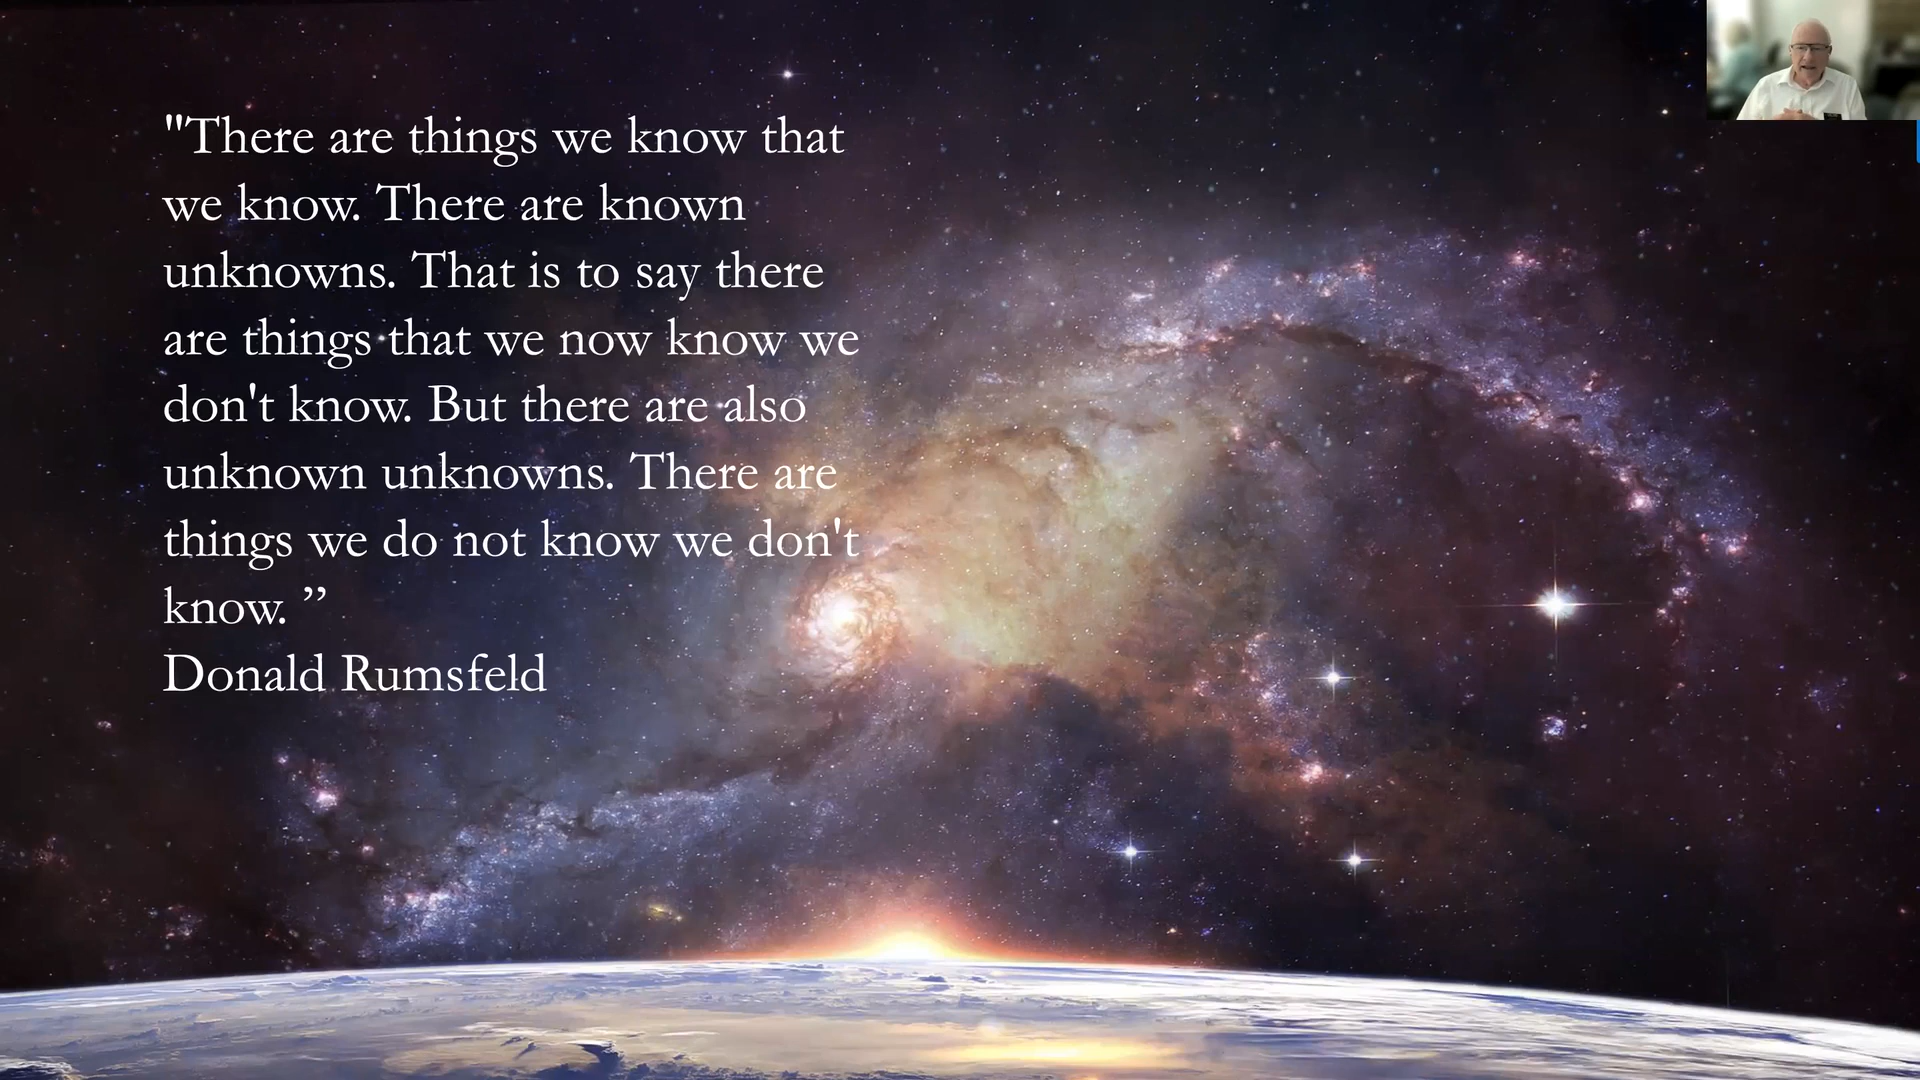 "There are things we know that
we know. There are known
unknowns. That is to say there
are things that we now know we
don't know. But there are also
unknown unknowns. There are
things we do not know we don't
know. ”
Donald Rumsfeld